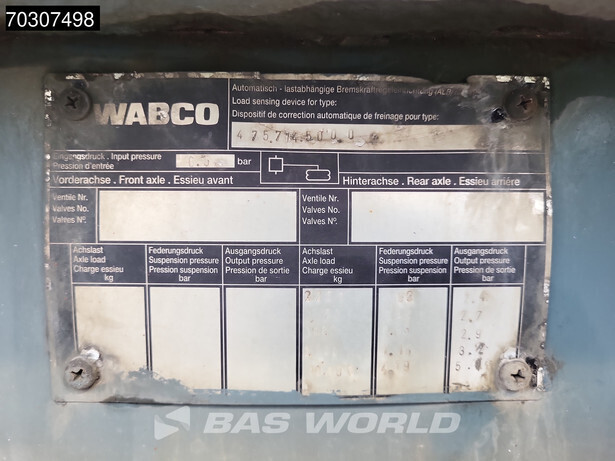 70307498
WABCO
Automatisch - lastabhängige Bremskraftregeleinrichtung (ALB)
Load sensing device for type:
Dispositif de correction automatique de freinage pour type:
475 714 500 0
Eingangsdruck . Input pressure
Pression d'entrée
bar
Vorderachse . Front axle . Essieu avant
Hinterachse . Rear axle . Essieu arrière
Ventile Nr.
Valves No.
Valves Nº.
Ventile Nr.
Valves No.
Valves Nº.
Achslast
Axle load
Charge essieu
kg
Federungsdruck
Suspension pressure
Pression suspension
bar
Ausgangsdruck
Output pressure
Pression de sortie
bar
Achslast
Axle load
Charge essieu
kg
Federungsdruck
Suspension pressure
Pression suspension
bar
Ausgangsdruck
Output pressure
Pression de sortie
bar
BAS WORLD